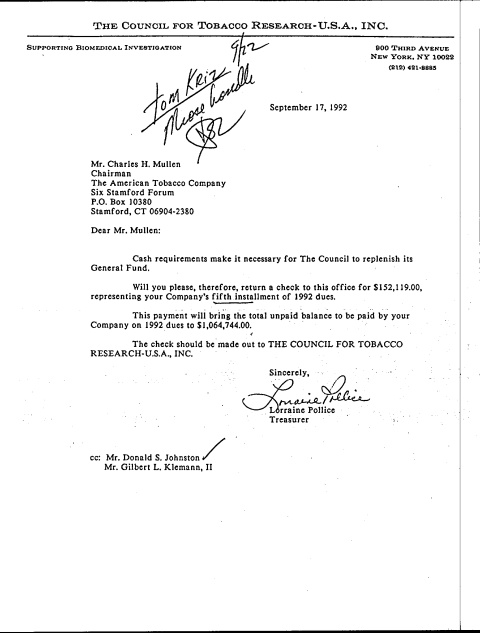 THE COUNCIL FOR TOBACCO RESEARCH-U.S.A., INC.
SUPPORTING BIOMEDICAL INVESTIGATION
900 THIRD AVENUE
NEW YORK, NY 10022
(212) 421-8885
9/22
Tom Kriz
Please handle
September 17, 1992
Mr. Charles H. Mullen
Chairman
The American Tobacco Company
Six Stamford Forum
P.O. Box 10380
Stamford, CT 06904-2380
Dear Mr. Mullen:
Cash requirements make it necessary for The Council to replenish its
General Fund.
Will you please, therefore, return a check to this office for $152,119.00,
representing your Company's fifth installment of 1992 dues.
This payment will bring the total unpaid balance to be paid by your
Company on 1992 dues to $1,064,744.00.
The check should be made out to THE COUNCIL FOR TOBACCO
RESEARCH-U.S.A., INC.
Sincerely,
Lorraine Pollice
Lorraine Pollice
Treasurer
cc: Mr. Donald S. Johnston
Mr. Gilbert L. Klemann, II